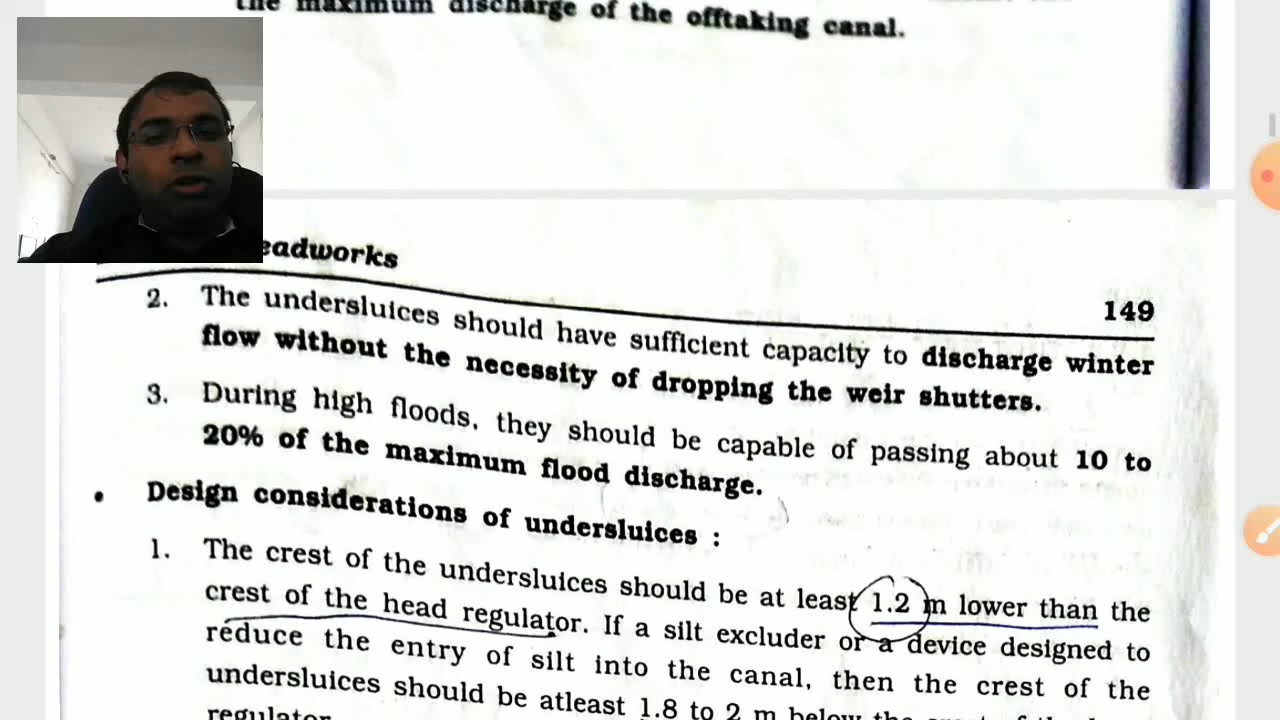 the maximum discharge of the offtaking canal.
eadworks
149
2. The undersluices should have sufficient capacity to discharge winter
flow without the necessity of dropping the weir shutters.
3. During high floods, they should be capable of passing about 10 to
20% of the maximum flood discharge.
• Design considerations of undersluices :
1. The crest of the undersluices should be at least 1.2 m lower than the
crest of the head regulator. If a silt excluder or a device designed to
reduce the entry of silt into the canal, then the crest of the
undersluices should be atleast 1.8 to 2 m below the
regulator